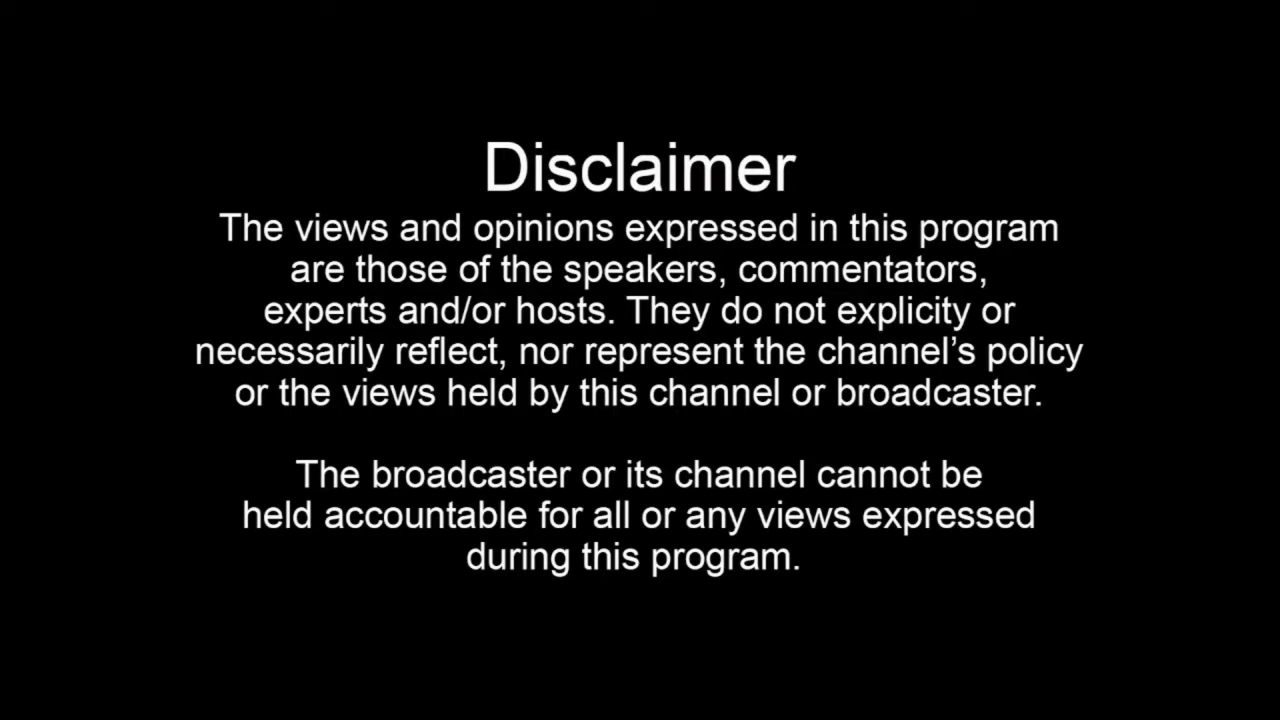 Disclaimer
The views and opinions expressed in this program
are those of the speakers, commentators,
experts and/or hosts. They do not explicity or
necessarily reflect, nor represent the channel's policy
or the views held by this channel or broadcaster.
The broadcaster or its channel cannot be
held accountable for all or any views expressed
during this program.